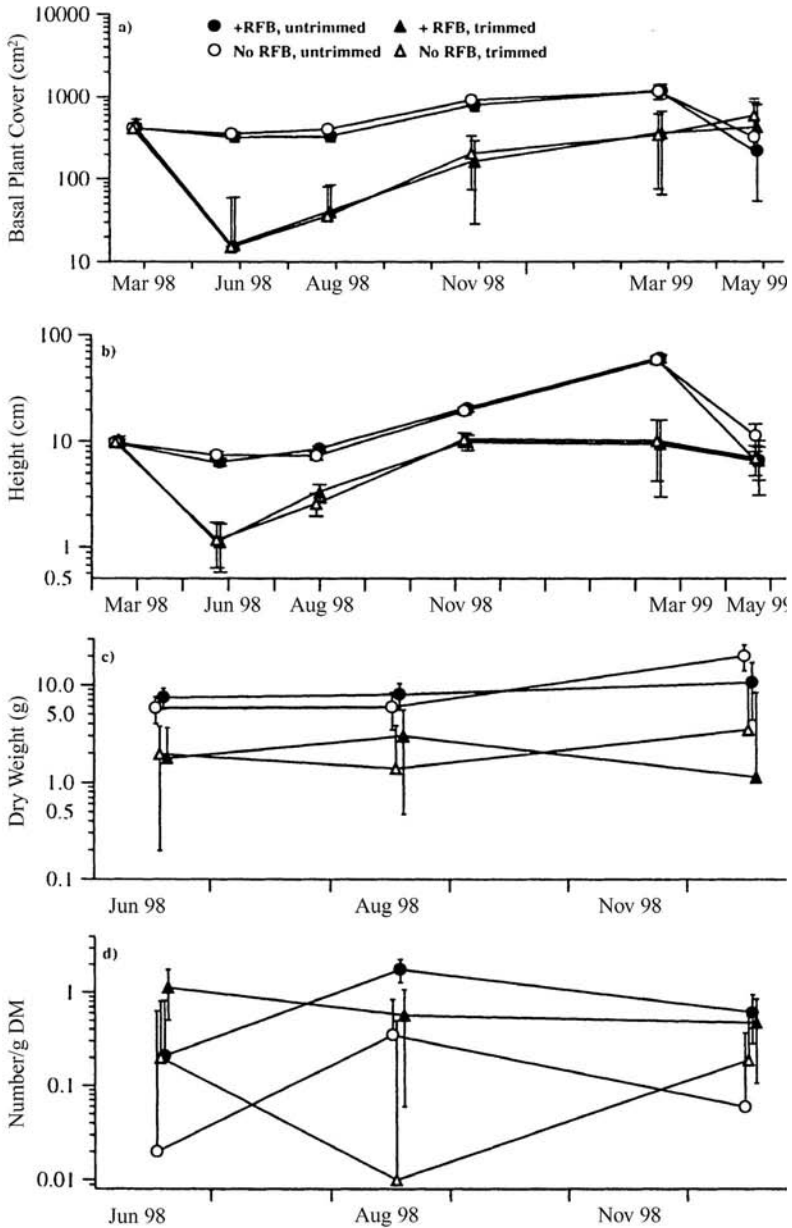 a)
+RFB, untrimmed
+ RFB, trimmed
No RFB, untrimmed
No RFB, trimmed
Basal Plant Cover (cm²)
10000
1000
100
10
Mar 98 Jun 98 Aug 98 Nov 98 Mar 99 May 99
b)
Height (cm)
100
10
1
0.5
Mar 98 Jun 98 Aug 98 Nov 98 Mar 99 May 99
c)
Dry Weight (g)
10.0
5.0
1.0
0.5
0.1
Jun 98 Aug 98 Nov 98
d)
Number/g DM
1
0.1
0.01
Jun 98 Aug 98 Nov 98